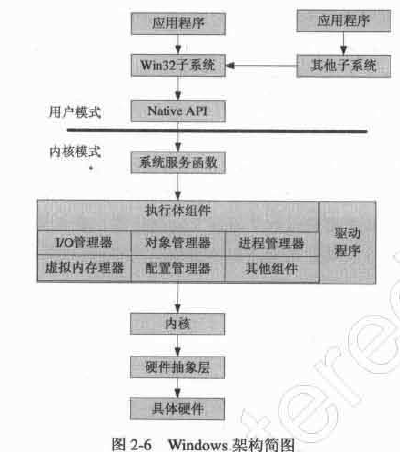 应用程序
应用程序
Win32子系统
其他子系统
用户模式
Native API
内核模式
系统服务函数
执行体组件
驱动程序
I/O管理器
对象管理器
进程管理器
虚拟内存理器
配置管理器
其他组件
内核
硬件抽象层
具体硬件
图 2-6 Windows 架构简图